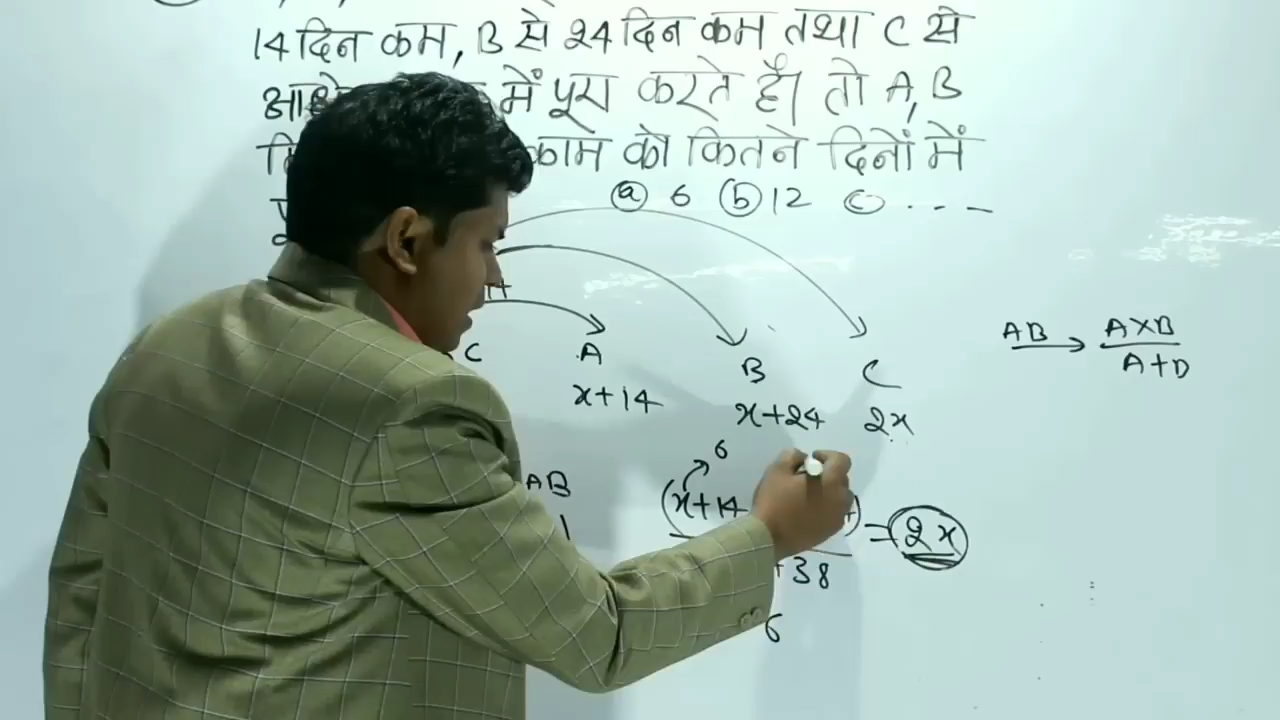 14 दिन कम, B से 24 दिन कम तथा C से
में पूरा करते है। तो A, B
काम को कितने दिनों में
(a) 6 (b) 12 (c) - - -
C A B C
x+14 x+24 2x
AB → A×B
A+B
AB
1
6
(x+14 ) = 2x
+38
6